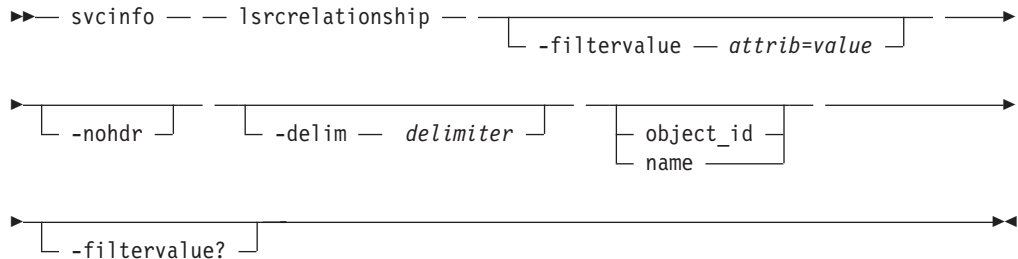 svcinfo lsrcrelationship
-filtervalue attrib=value
-nohdr -delim delimiter object_id
name
-filtervalue?